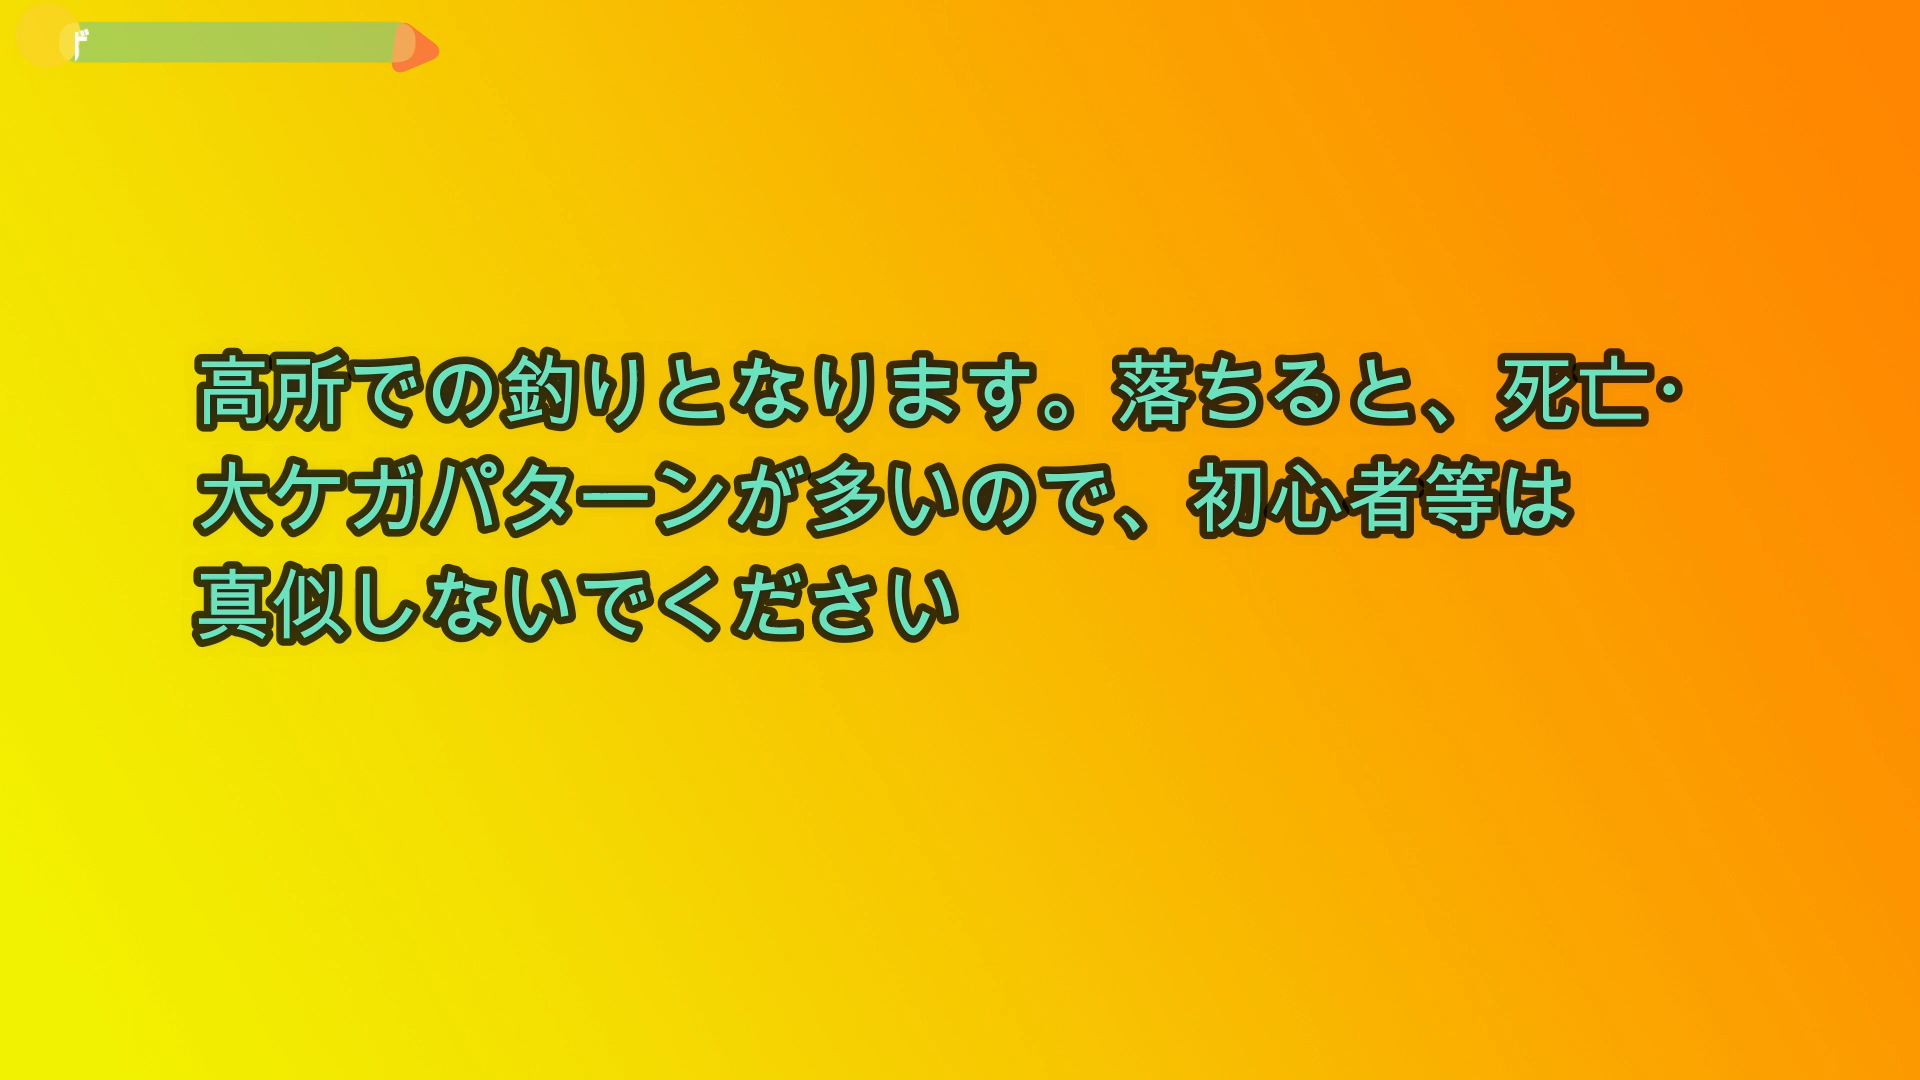 高所での釣りとなります。落ちると、死亡･
大ケガパターンが多いので、初心者等は
真似しないでください